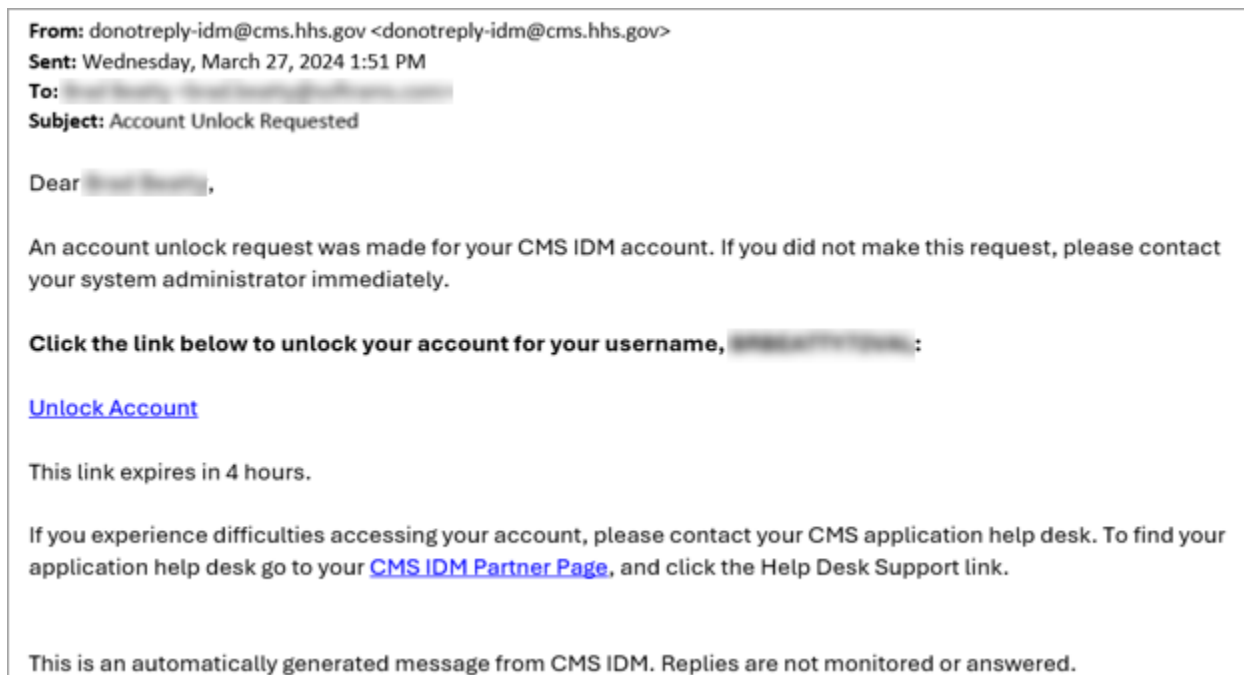 From: donotreply-idm@cms.hhs.gov <donotreply-idm@cms.hhs.gov>
Sent: Wednesday, March 27, 2024 1:51 PM
To:
Subject: Account Unlock Requested
Dear ,
An account unlock request was made for your CMS IDM account. If you did not make this request, please contact
your system administrator immediately.
Click the link below to unlock your account for your username, :
Unlock Account
This link expires in 4 hours.
If you experience difficulties accessing your account, please contact your CMS application help desk. To find your
application help desk go to your CMS IDM Partner Page, and click the Help Desk Support link.
This is an automatically generated message from CMS IDM. Replies are not monitored or answered.